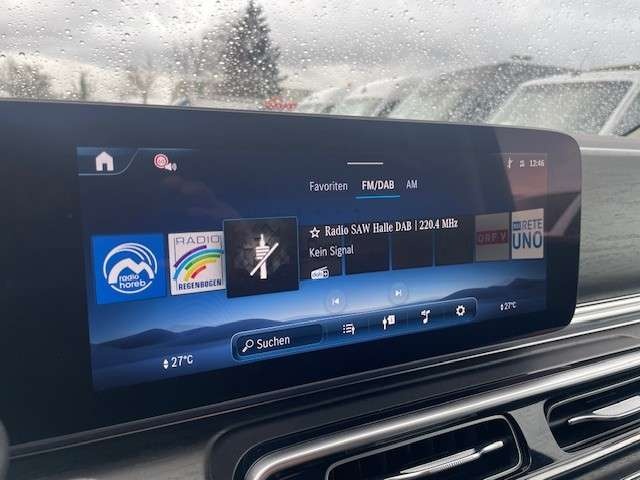 12:46
Favoriten FM/DAB AM
☆ Radio SAW Halle DAB | 220.4 MHz
Kein Signal
radio
horeb
RADIO
REGENBOGEN
ORF V
RETE
UNO
Suchen
27°C
27°C